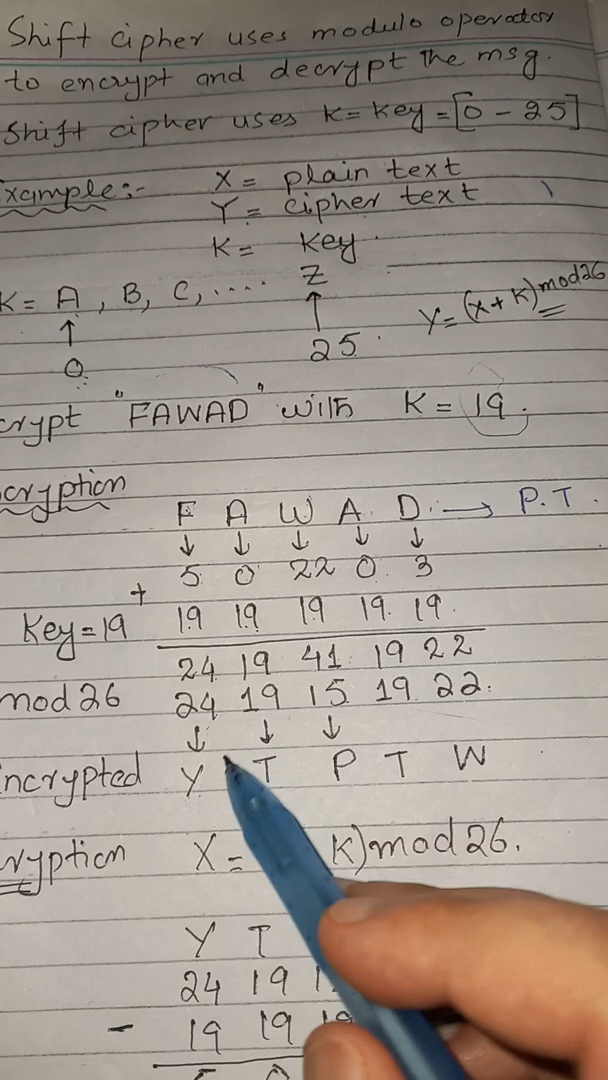 Shift cipher uses modulo operator
to encrypt and decrypt the msg.
Shift cipher uses K = Key = [0 - 25]
xample:- X = plain text
Y = cipher text
K = Key.
K = A, B, C, .... Z
0 25.
Y = (x + K) mod 26
crypt "FAWAD" with K = 19.
cryption
F A W A D. → P.T.
↓ ↓ ↓ ↓ ↓
5 0 22 0 3
+
Key = 19 19 19 19 19. 19.
24 19 41 19 22
mod 26 24 19 15 19 22.
↓ ↓ ↓
ncrypted Y T P T W
ryption X = K) mod 26.
Y T
24 19 1
- 19 19 19